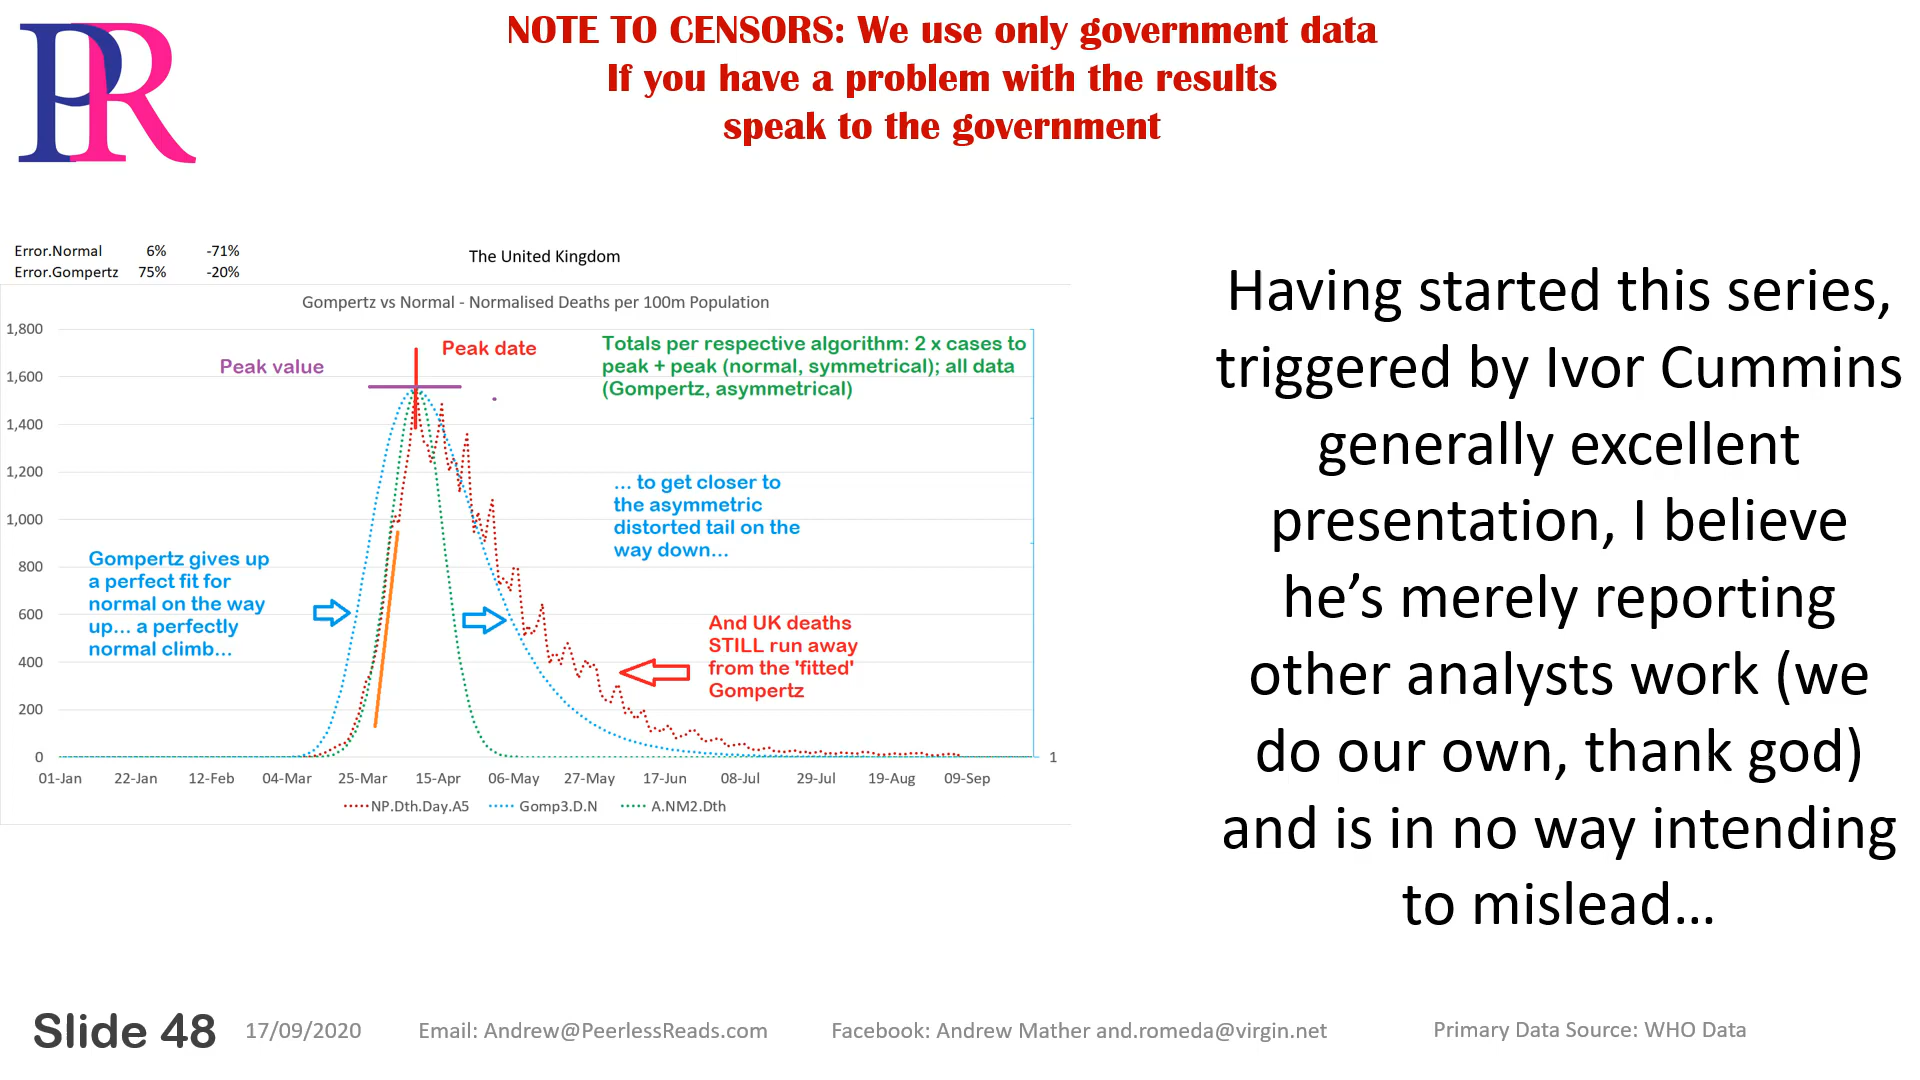 PR
NOTE TO CENSORS: We use only government data
If you have a problem with the results
speak to the government
Error.Normal 6% -71%
Error.Gompertz 75% -20%
The United Kingdom
Gompertz vs Normal - Normalised Deaths per 100m Population
1,800
1,600
1,400
1,200
1,000
800
600
400
200
0
Peak value
Peak date
Totals per respective algorithm: 2 x cases to
peak + peak (normal, symmetrical); all data
(Gompertz, asymmetrical)
... to get closer to
the asymmetric
distorted tail on the
way down...
Gompertz gives up
a perfect fit for
normal on the way
up... a perfectly
normal climb...
And UK deaths
STILL run away
from the 'fitted'
Gompertz
1
01-Jan 22-Jan 12-Feb 04-Mar 25-Mar 15-Apr 06-May 27-May 17-Jun 08-Jul 29-Jul 19-Aug 09-Sep
NP.Dth.Day.A5 Gomp3.D.N A.NM2.Dth
Having started this series,
triggered by Ivor Cummins
generally excellent
presentation, I believe
he’s merely reporting
other analysts work (we
do our own, thank god)
and is in no way intending
to mislead…
Slide 48 17/09/2020 Email: Andrew@PeerlessReads.com Facebook: Andrew Mather and.romeda@virgin.net Primary Data Source: WHO Data